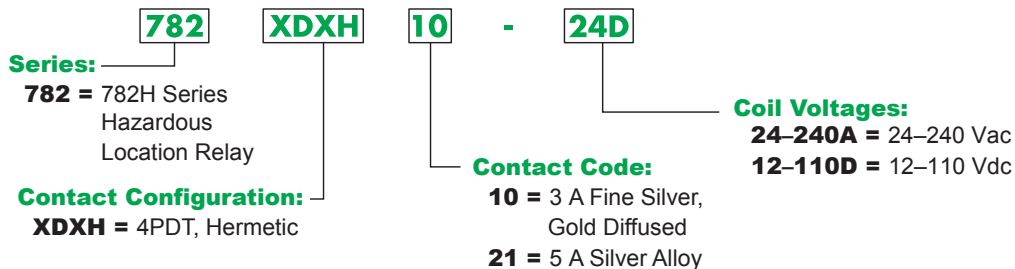 782 XDXH 10 - 24D
Series:
782 = 782H Series
Hazardous
Location Relay
Contact Configuration:
XDXH = 4PDT, Hermetic
Contact Code:
10 = 3 A Fine Silver,
Gold Diffused
21 = 5 A Silver Alloy
Coil Voltages:
24–240A = 24–240 Vac
12–110D = 12–110 Vdc